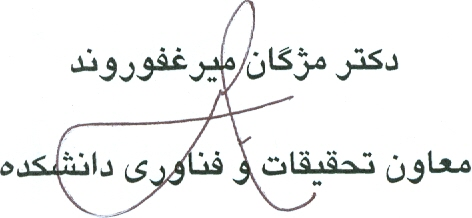 دکتر مژگان میرغفوروند
معاون تحقیقات و فناوری دانشکده